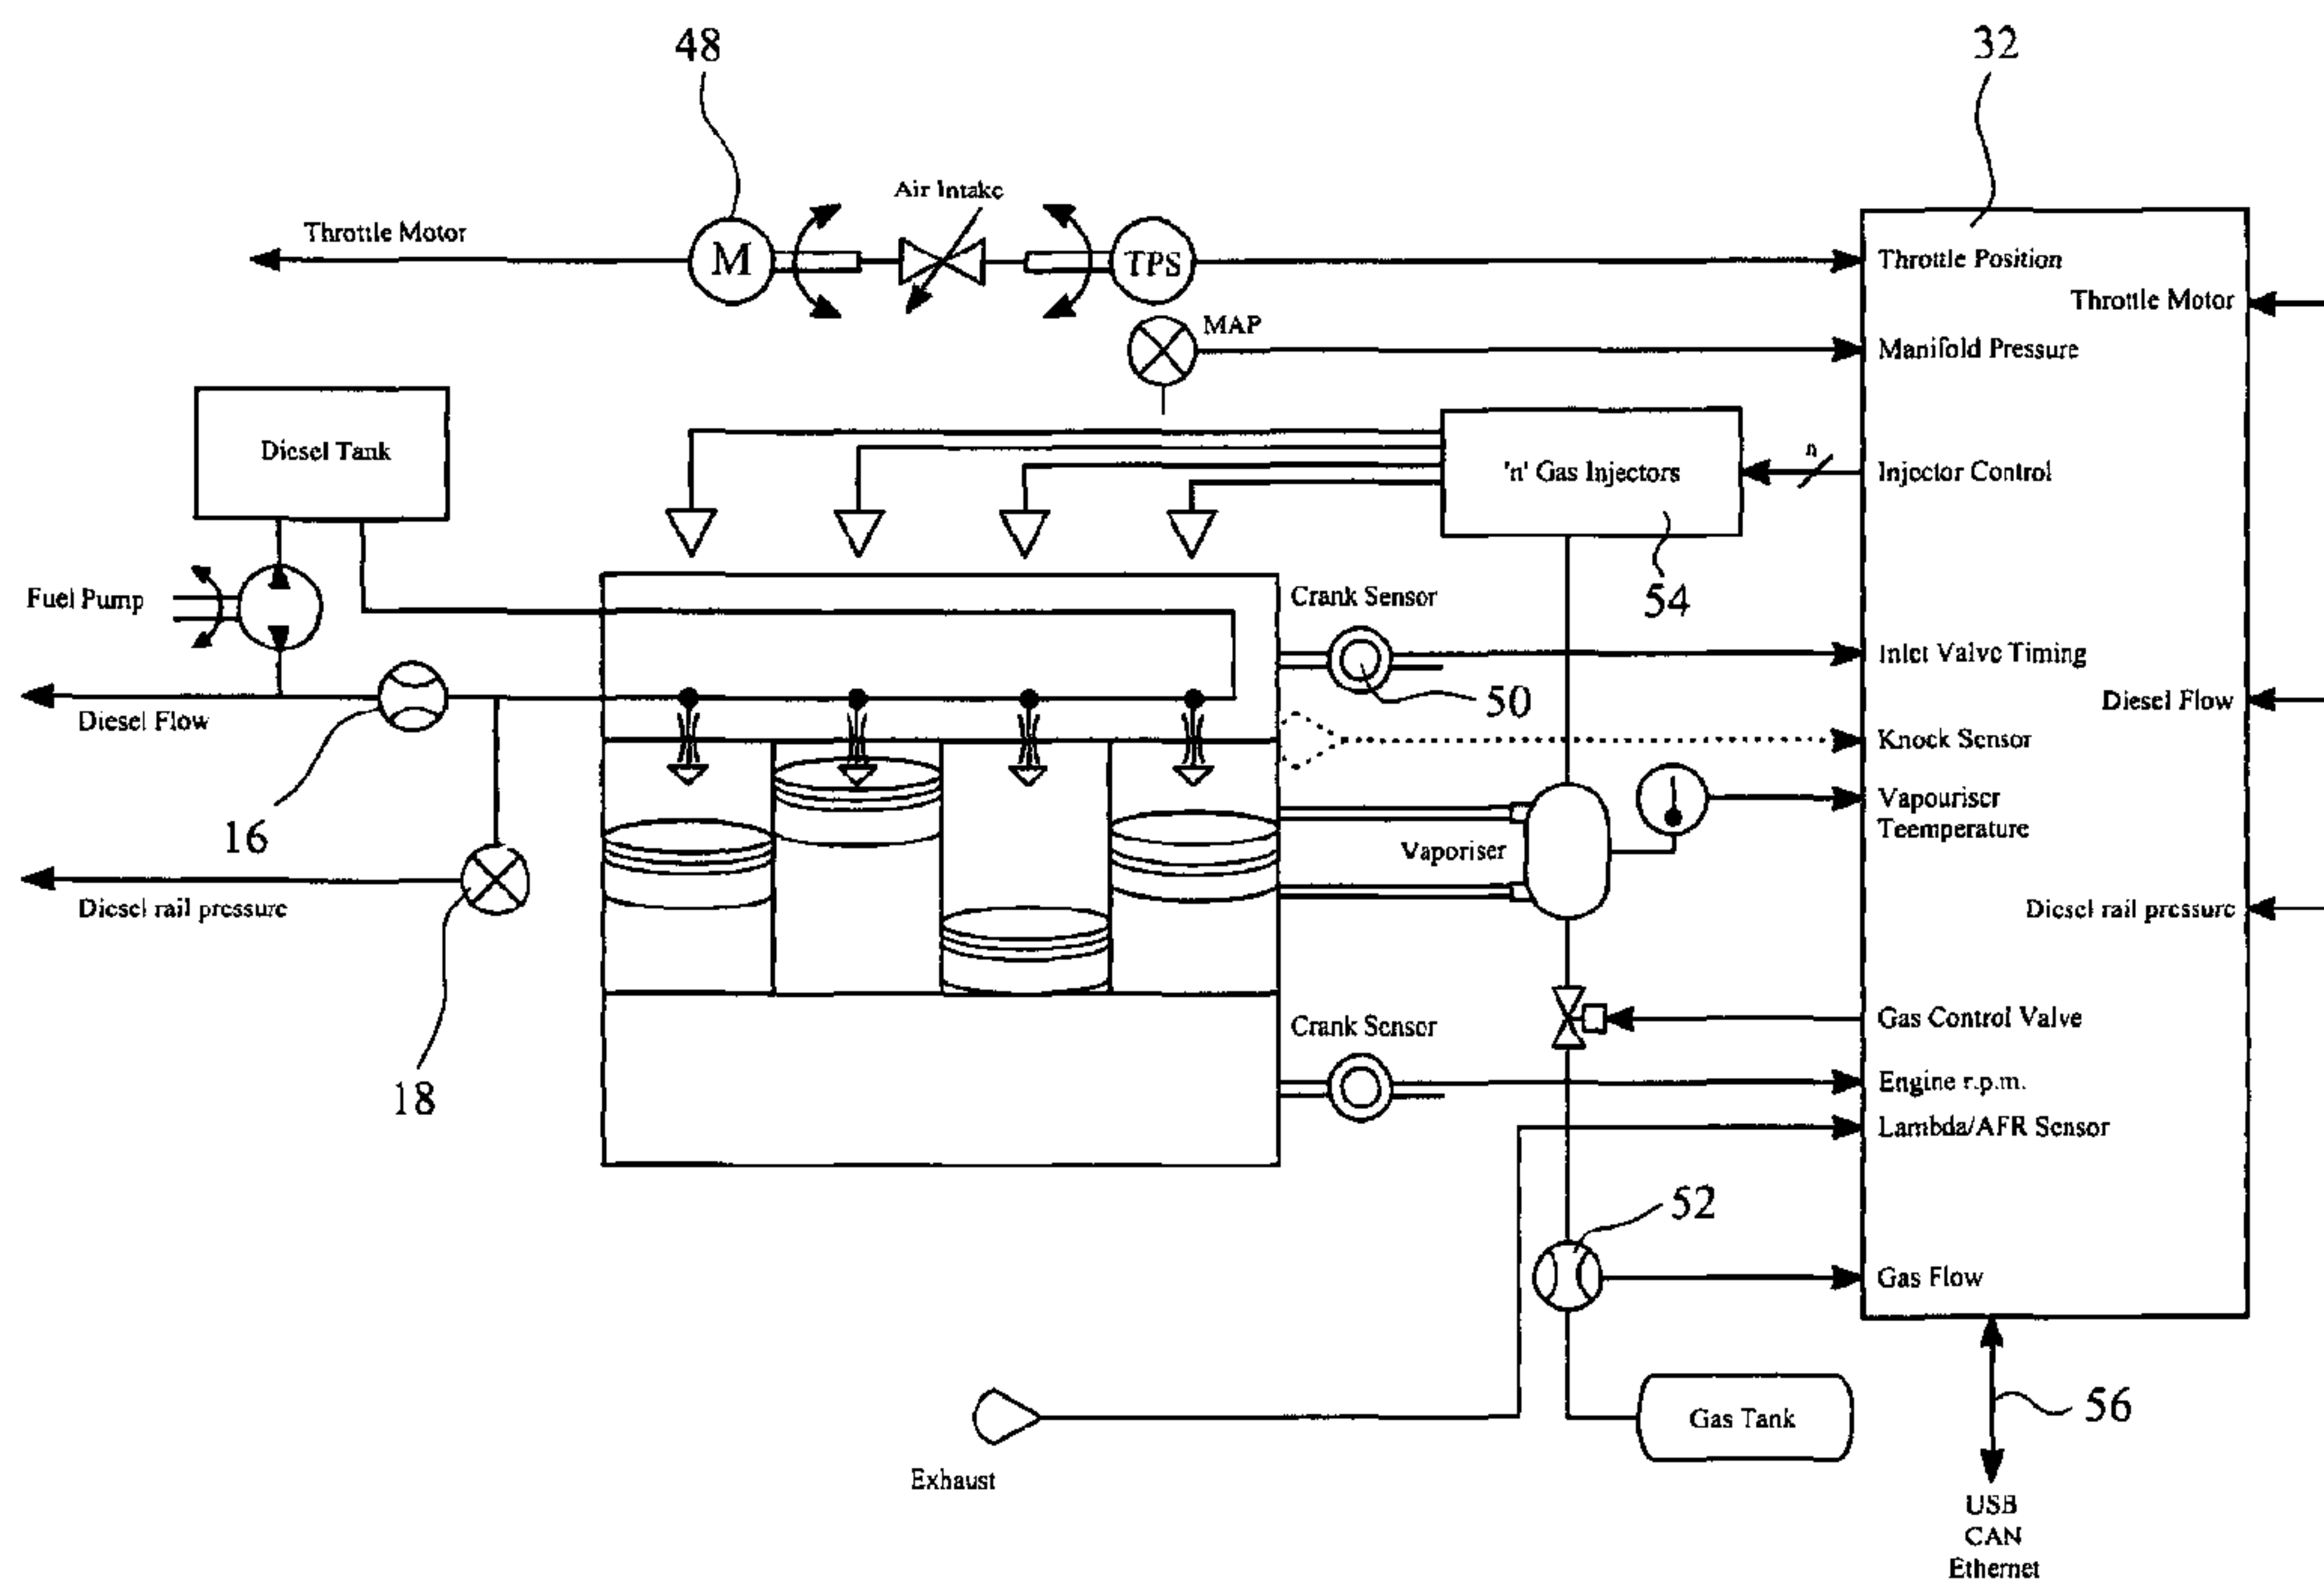 48
32
Air Intake
Throttle Motor
M
TPS
Throttle Position
Throttle Motor
MAP
Manifold Pressure
Diesel Tank
'n' Gas Injectors
n
Injector Control
54
Fuel Pump
Crank Sensor
Inlet Valve Timing
50
Diesel Flow
Diesel Flow
Knock Sensor
16
Vapouriser
Teemperature
Vaporiser
Diesel rail pressure
Diesel rail pressure
18
Crank Sensor
Gas Control Valve
Engine r.p.m.
Lambda/AFR Sensor
52
Gas Flow
Gas Tank
56
Exhaust
USB
CAN
Ethernet